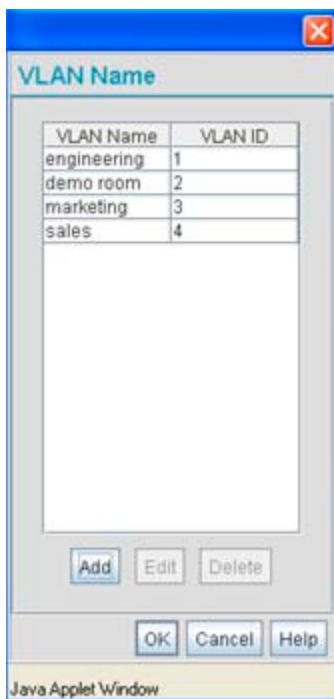 VLAN Name
VLAN Name VLAN ID
engineering 1
demo room 2
marketing 3
sales 4
Add Edit Delete
OK Cancel Help
Java Applet Window